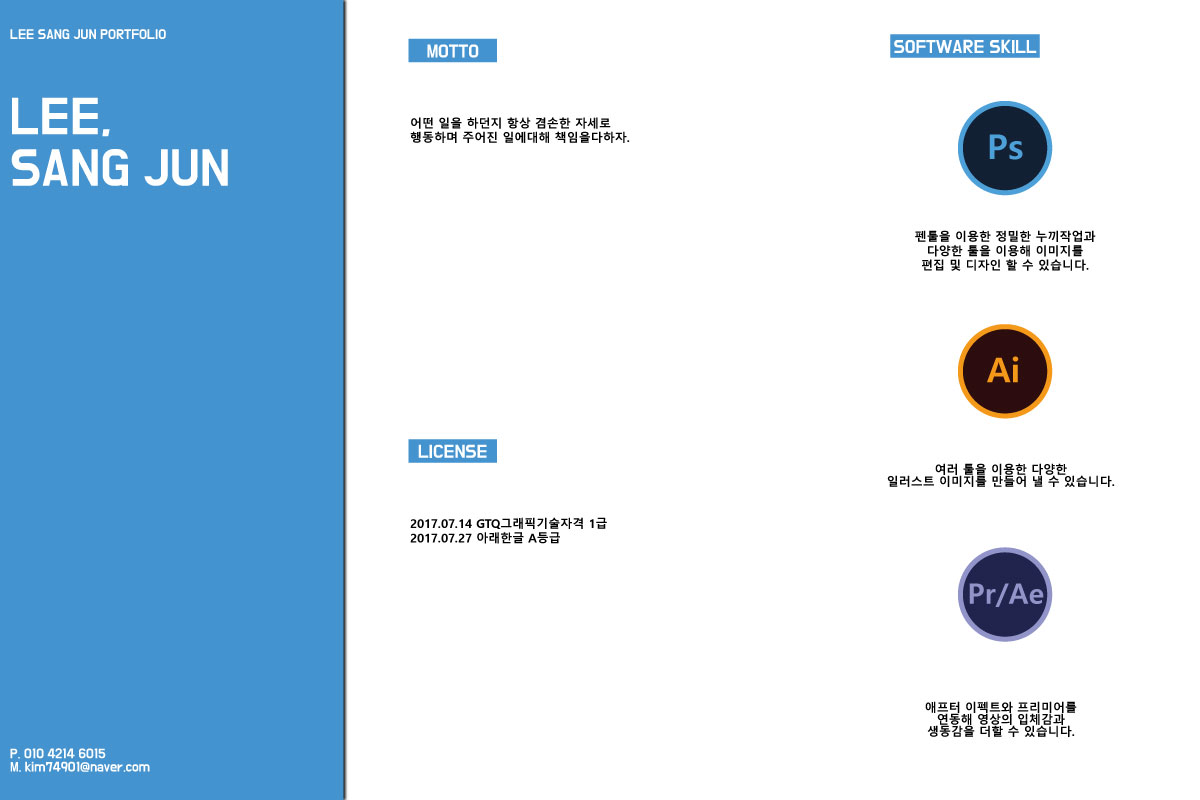 LEE SANG JUN PORTFOLIO
LEE,
SANG JUN
P. 010 4214 6015
M. kim74901@naver.com
MOTTO
어떤 일을 하던지 항상 겸손한 자세로
행동하며 주어진 일에대해 책임을다하자.
LICENSE
2017.07.14 GTQ그래픽기술자격 1급
2017.07.27 아래한글 A등급
SOFTWARE SKILL
Ps
펜툴을 이용한 정밀한 누끼작업과
다양한 툴을 이용해 이미지를
편집 및 디자인 할 수 있습니다.
Ai
여러 툴을 이용한 다양한
일러스트 이미지를 만들어 낼 수 있습니다.
Pr/Ae
애프터 이펙트와 프리미어를
연동해 영상의 입체감과
생동감을 더할 수 있습니다.